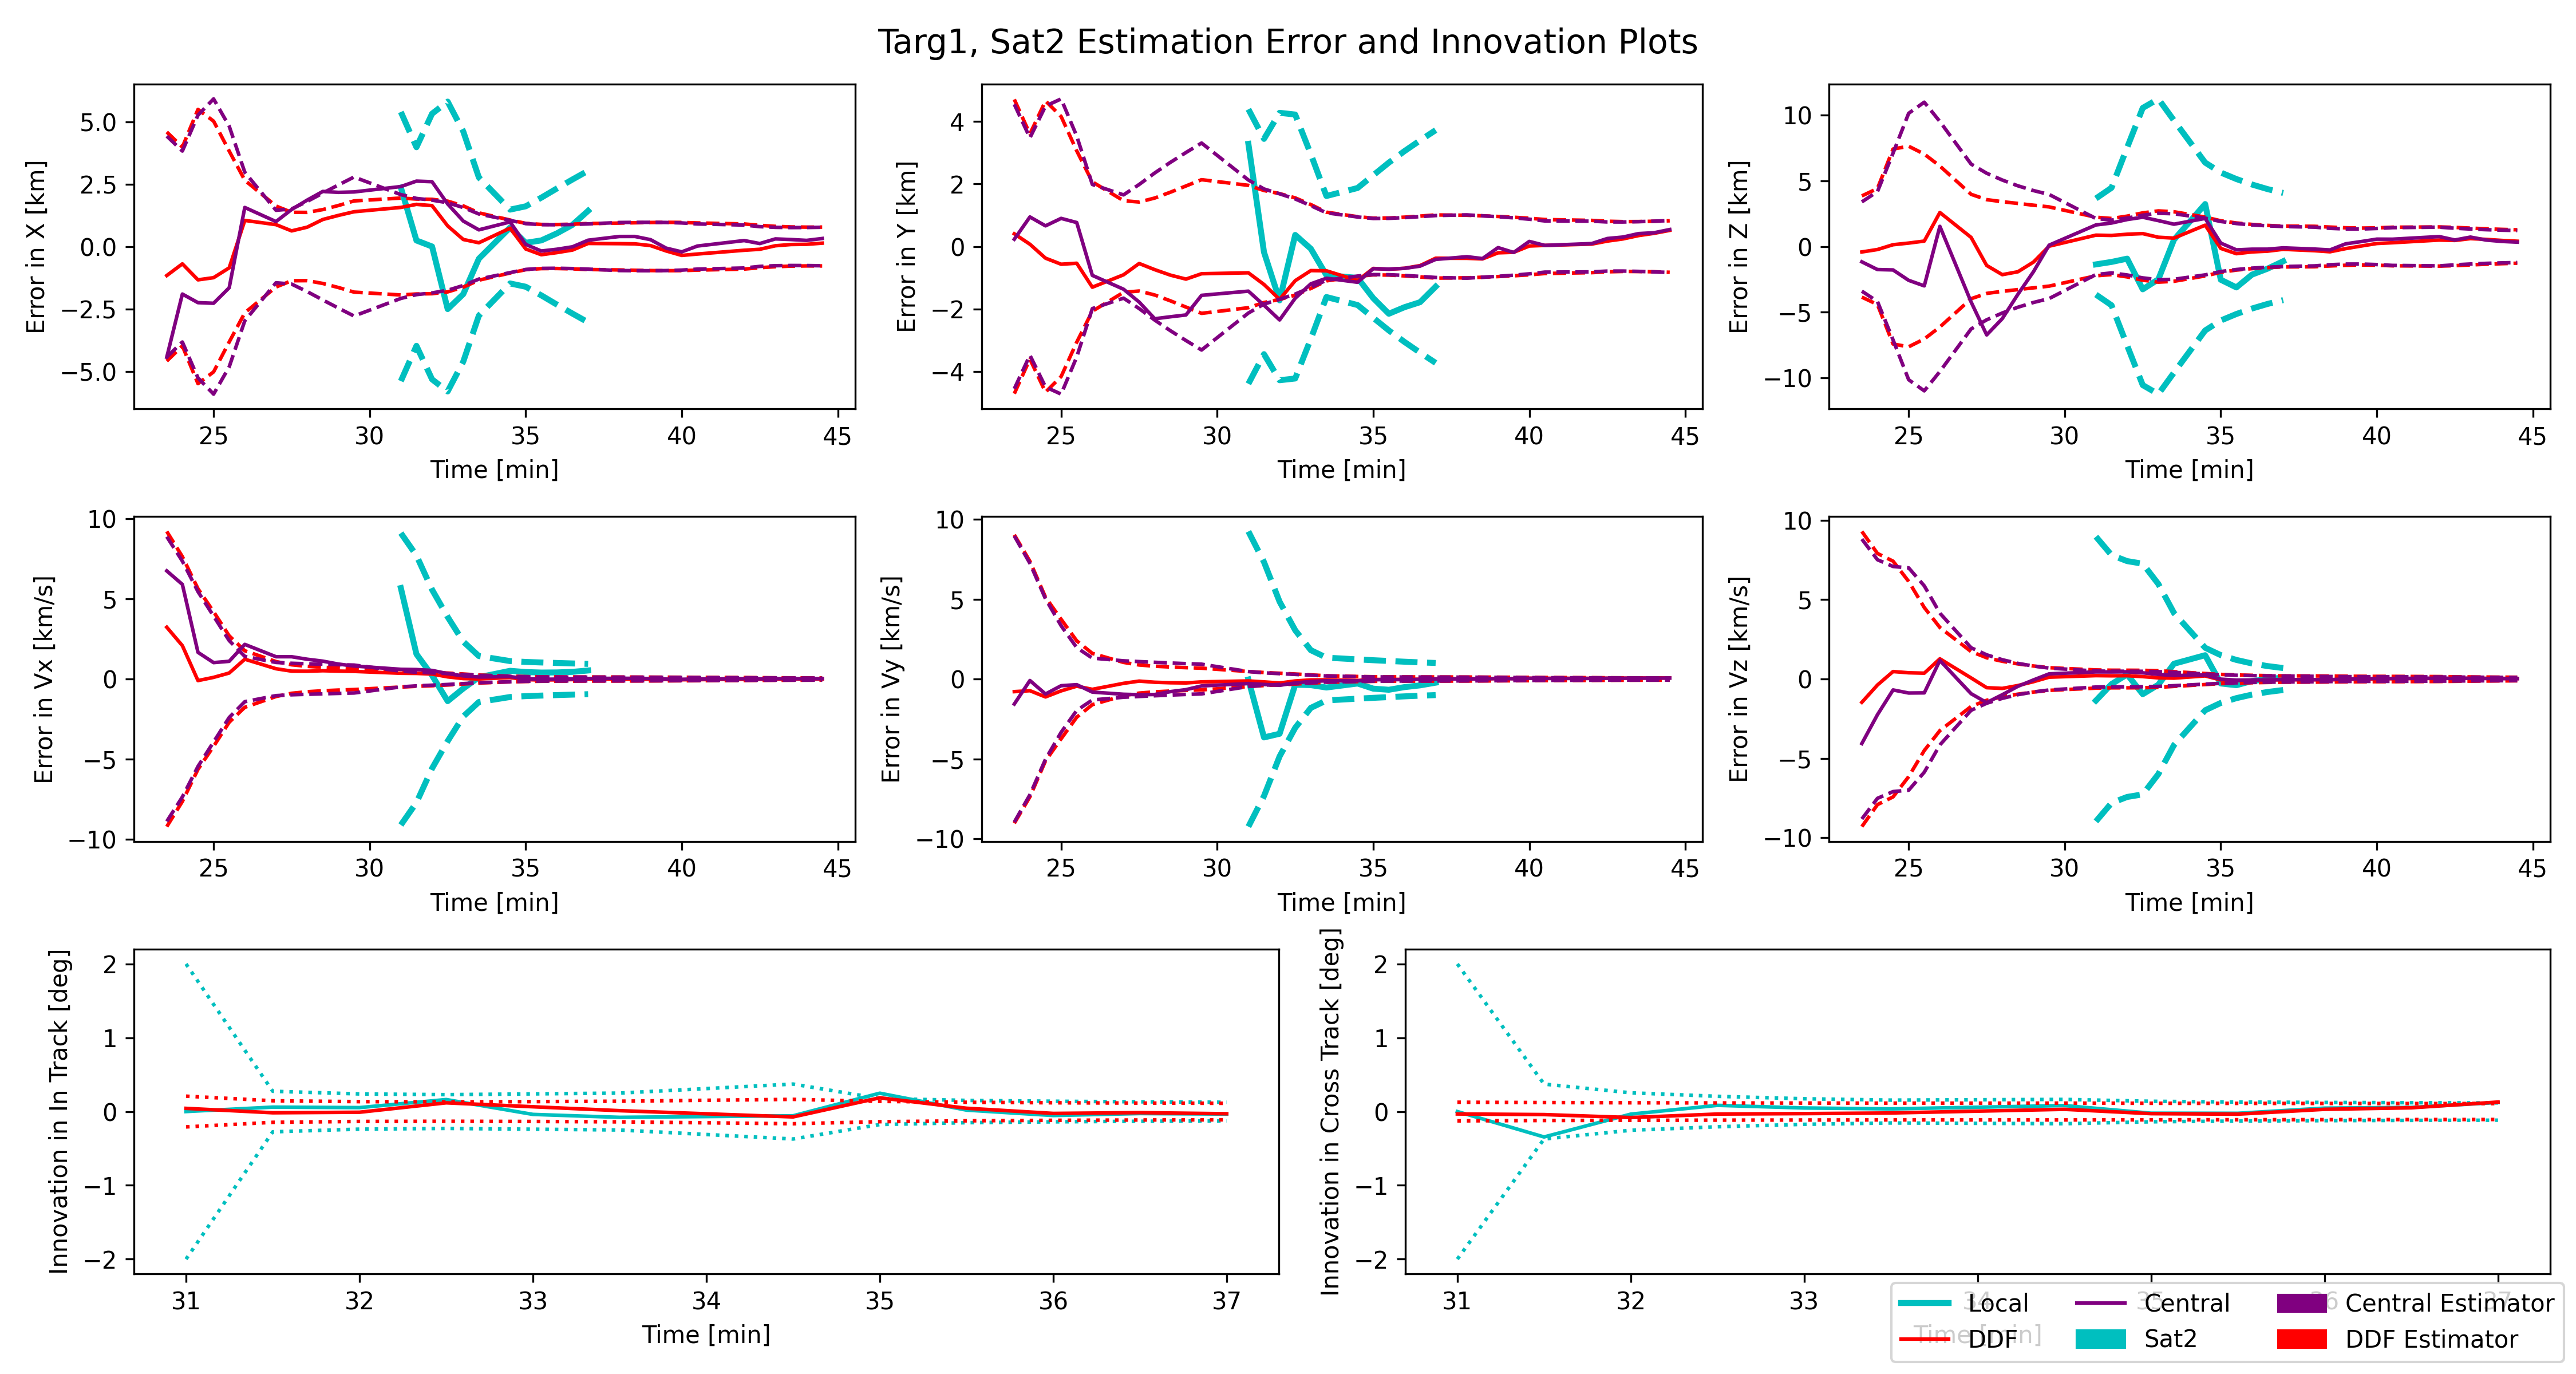 Targ1, Sat2 Estimation Error and Innovation Plots
Error in X [km]
5.0
2.5
0.0
−2.5
−5.0
25 30 35 40 45
Time [min]
Error in Y [km]
4
2
0
−2
−4
25 30 35 40 45
Time [min]
Error in Z [km]
10
5
0
−5
−10
25 30 35 40 45
Time [min]
Error in Vx [km/s]
10
5
0
−5
−10
25 30 35 40 45
Time [min]
Error in Vy [km/s]
10
5
0
−5
−10
25 30 35 40 45
Time [min]
Error in Vz [km/s]
10
5
0
−5
−10
25 30 35 40 45
Time [min]
Innovation in In Track [deg]
2
1
0
−1
−2
31 32 33 34 35 36 37
Time [min]
Innovation in Cross Track [deg]
2
1
0
−1
−2
31 32 33 34 35 36 37
Time [min]
Local
DDF
Central
Sat2
Central Estimator
DDF Estimator